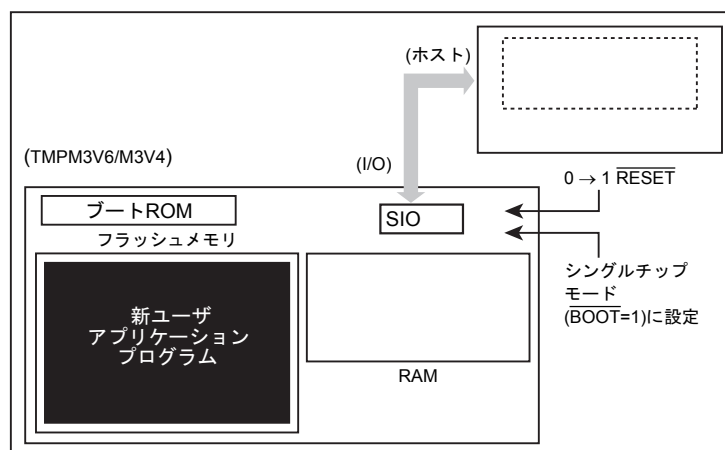 (ホスト)
(TMPM3V6/M3V4)
(I/O)
0 → 1 RESET
ブートROM
SIO
フラッシュメモリ
シングルチップ
モード
(BOOT=1)に設定
新ユーザ
アプリケーション
プログラム
RAM